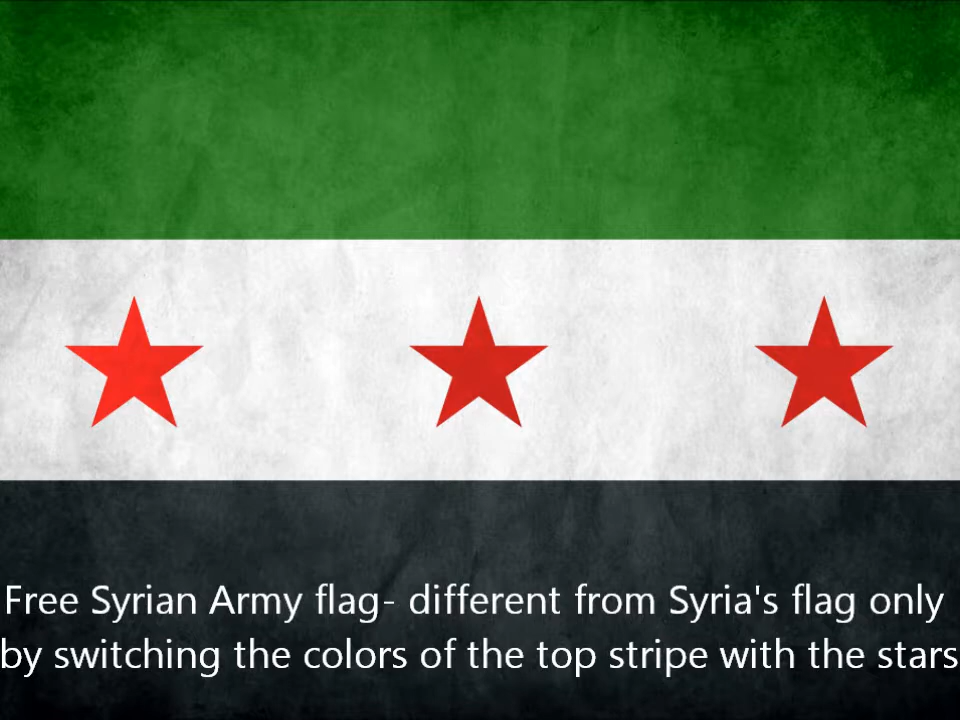 Free Syrian Army flag- different from Syria's flag only
by switching the colors of the top stripe with the stars